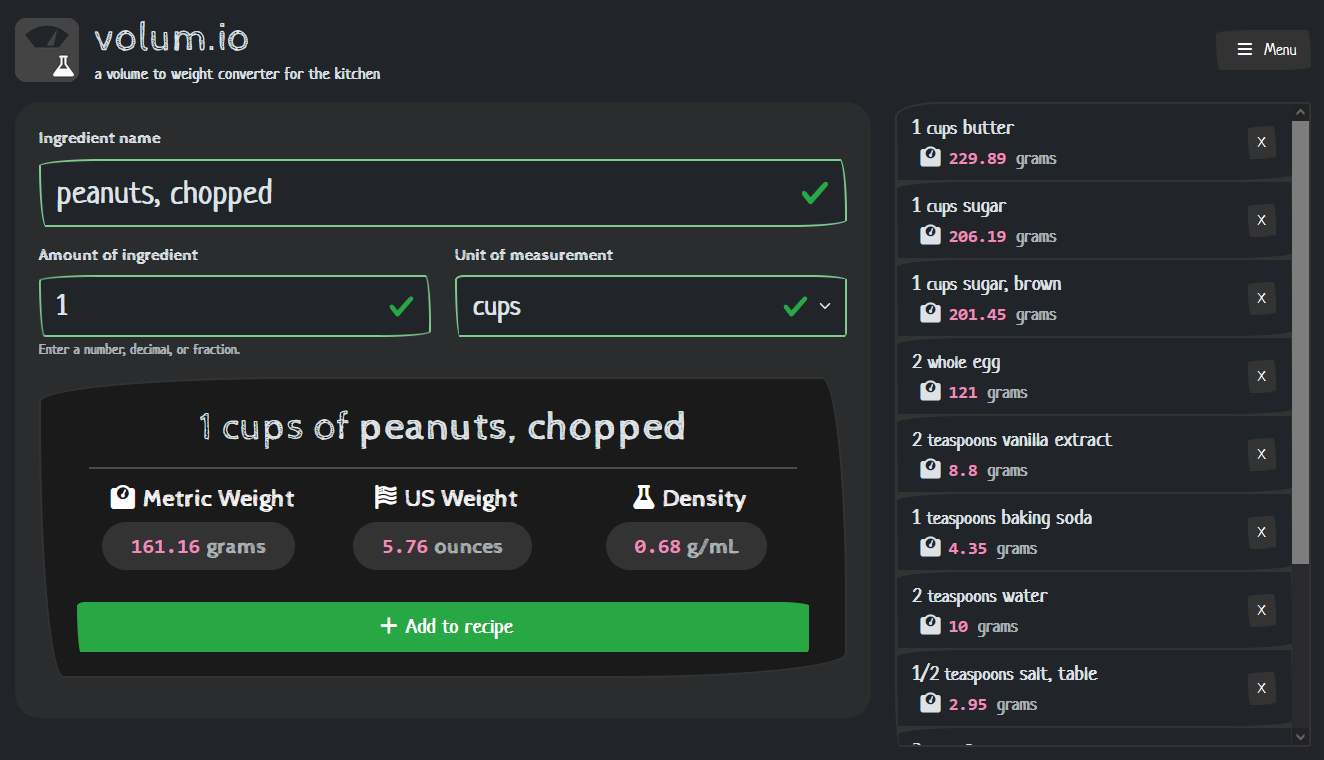 volum.io
a volume to weight converter for the kitchen
Menu
Ingredient name
peanuts, chopped
Amount of ingredient
Unit of measurement
1
cups
Enter a number, decimal, or fraction.
1 cups of peanuts, chopped
Metric Weight
US Weight
Density
161.16 grams
5.76 ounces
0.68 g/mL
+ Add to recipe
1 cups butter
229.89 grams
X
1 cups sugar
206.19 grams
X
1 cups sugar, brown
201.45 grams
X
2 whole egg
121 grams
X
2 teaspoons vanilla extract
8.8 grams
X
1 teaspoons baking soda
4.35 grams
X
2 teaspoons water
10 grams
X
1/2 teaspoons salt, table
2.95 grams
X